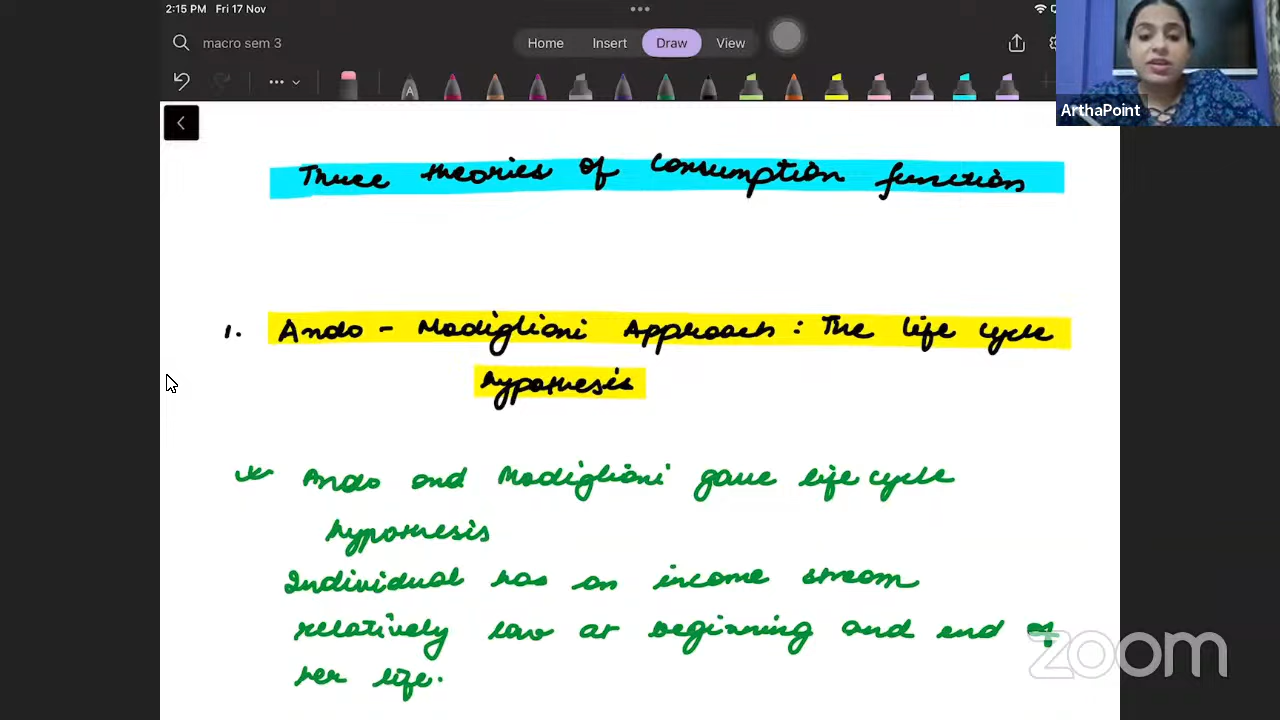 2:15 PM Fri 17 Nov
macro sem 3
Home Insert Draw View
A
ArthaPoint
Three theories of consumption function
1. Ando - Modigliani Approach : The life cycle
hypothesis
Ando and Modigliani gave life cycle
hypothesis
Individual has an income stream
relatively low at beginning and end of
her life.
zoom